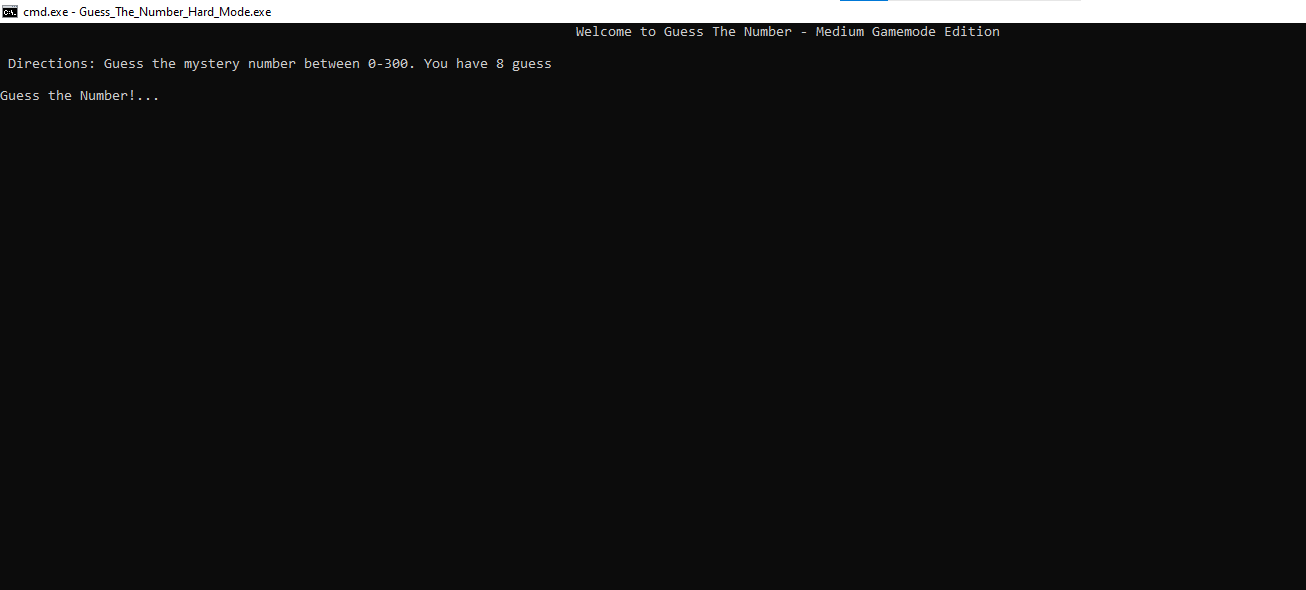 cmd.exe - Guess_The_Number_Hard_Mode.exe
Welcome to Guess The Number - Medium Gamemode Edition
Directions: Guess the mystery number between 0-300. You have 8 guess
Guess the Number!...